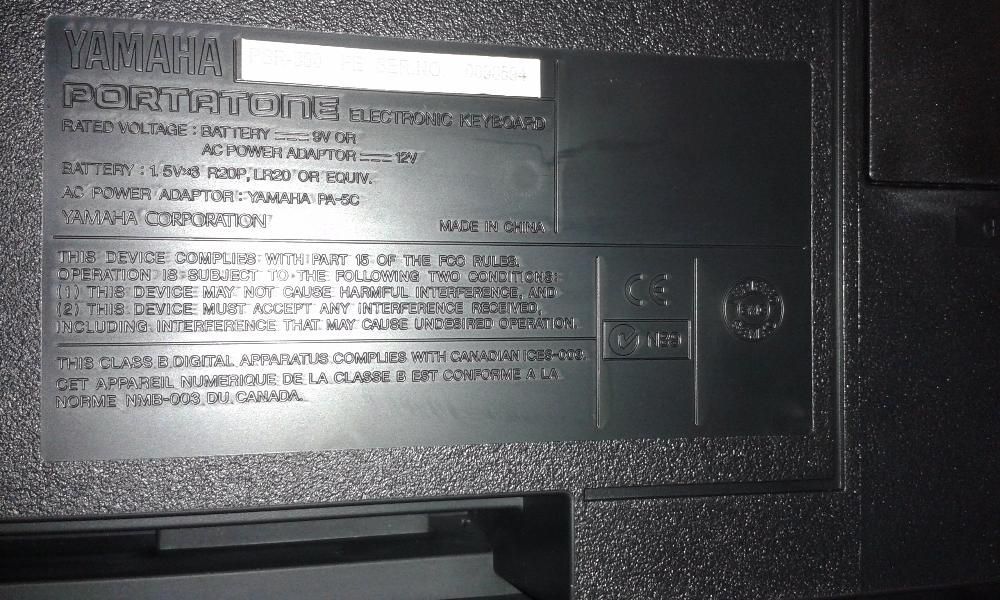 YAMAHA
SER.NO.
PORTATONE ELECTRONIC KEYBOARD
RATED VOLTAGE : BATTERY 9V OR
AC POWER ADAPTOR 12V
BATTERY : 1.5V×6 R20P, LR20 OR EQUIV.
AC POWER ADAPTOR : YAMAHA PA-5C
YAMAHA CORPORATION
MADE IN CHINA
THIS DEVICE COMPLIES WITH PART 15 OF THE FCC RULES.
OPERATION IS SUBJECT TO THE FOLLOWING TWO CONDITIONS:
(1) THIS DEVICE MAY NOT CAUSE HARMFUL INTERFERENCE, AND
(2) THIS DEVICE MUST ACCEPT ANY INTERFERENCE RECEIVED,
INCLUDING INTERFERENCE THAT MAY CAUSE UNDESIRED OPERATION.
THIS CLASS B DIGITAL APPARATUS COMPLIES WITH CANADIAN ICES-003.
CET APPAREIL NUMERIQUE DE LA CLASSE B EST CONFORME A LA
NORME NMB-003 DU CANADA.
CE
N89